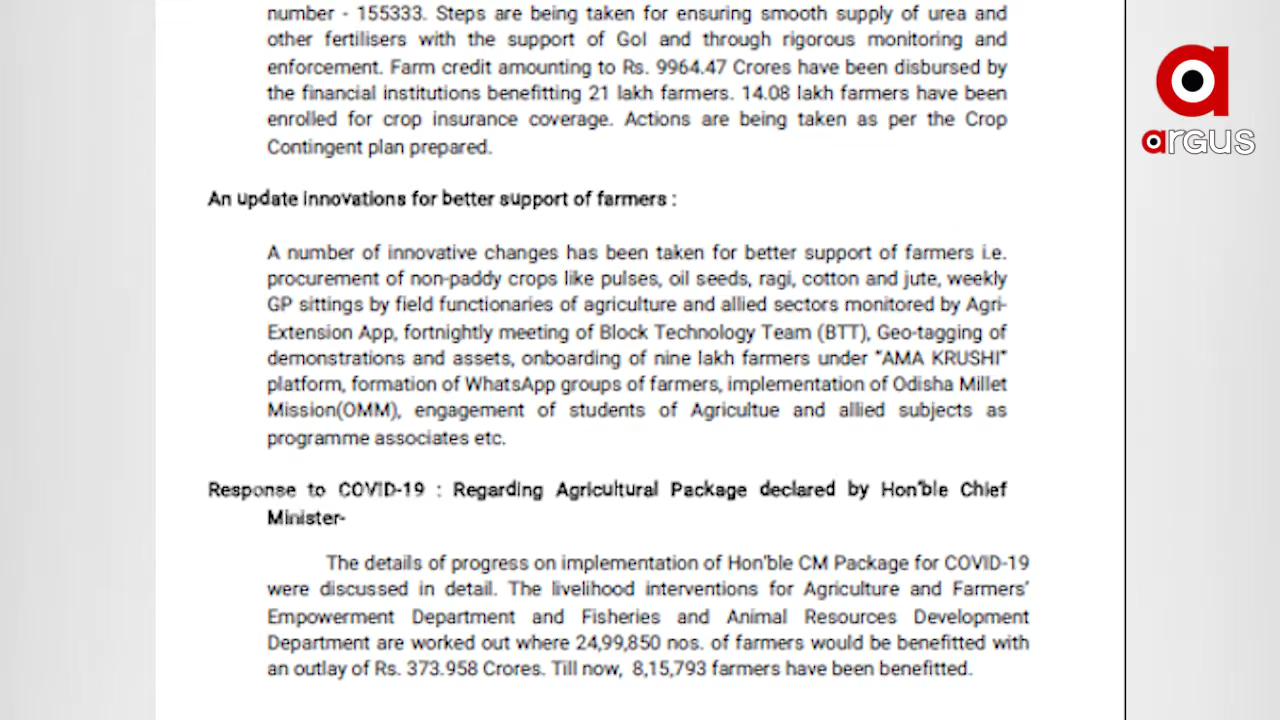 number - 155333. Steps are being taken for ensuring smooth supply of urea and
other fertilisers with the support of GoI and through rigorous monitoring and
enforcement. Farm credit amounting to Rs. 9964.47 Crores have been disbursed by
the financial institutions benefitting 21 lakh farmers. 14.08 lakh farmers have been
enrolled for crop insurance coverage. Actions are being taken as per the Crop
Contingent plan prepared.
An update innovations for better support of farmers :
A number of innovative changes has been taken for better support of farmers i.e.
procurement of non-paddy crops like pulses, oil seeds, ragi, cotton and jute, weekly
GP sittings by field functionaries of agriculture and allied sectors monitored by Agri-
Extension App, fortnightly meeting of Block Technology Team (BTT), Geo-tagging of
demonstrations and assets, onboarding of nine lakh farmers under "AMA KRUSHI"
platform, formation of WhatsApp groups of farmers, implementation of Odisha Millet
Mission(OMM), engagement of students of Agricultue and allied subjects as
programme associates etc.
Response to COVID-19 : Regarding Agricultural Package declared by Hon'ble Chief
Minister-
The details of progress on implementation of Hon'ble CM Package for COVID-19
were discussed in detail. The livelihood interventions for Agriculture and Farmers'
Empowerment Department and Fisheries and Animal Resources Development
Department are worked out where 24,99,850 nos. of farmers would be benefitted with
an outlay of Rs. 373.958 Crores. Till now, 8,15,793 farmers have been benefitted.
a
argus